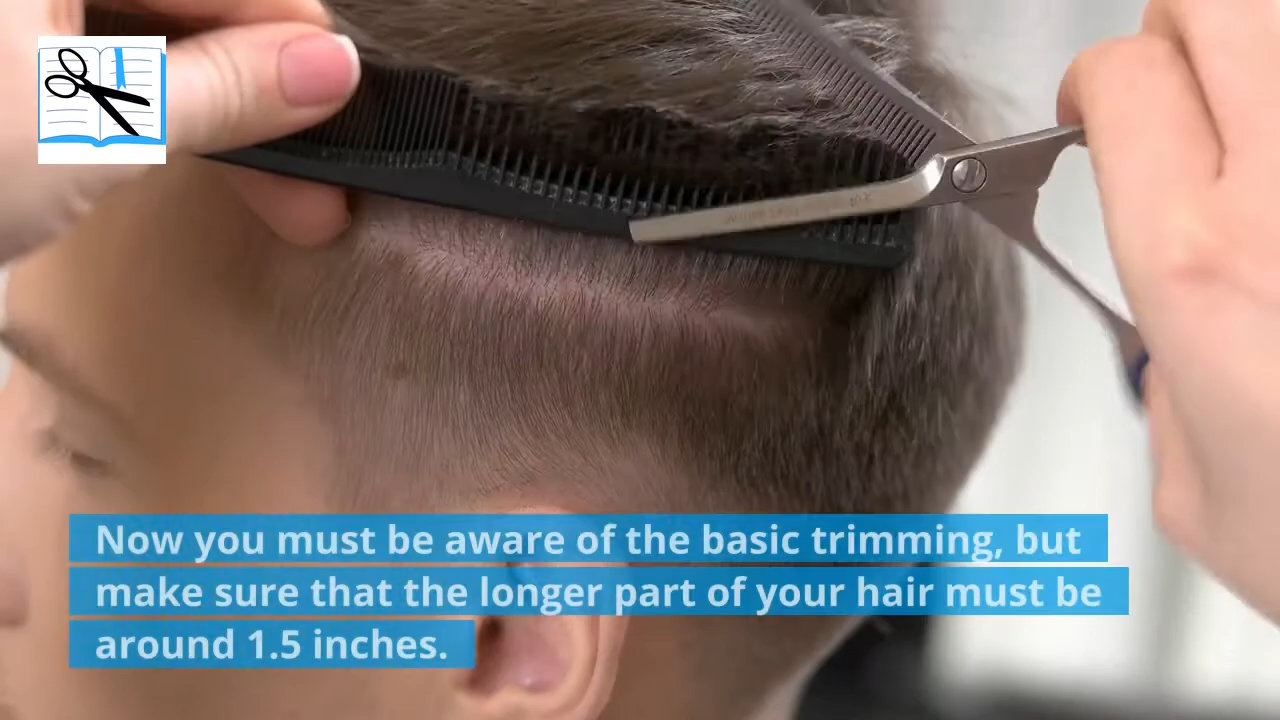 Now you must be aware of the basic trimming, but
make sure that the longer part of your hair must be
around 1.5 inches.